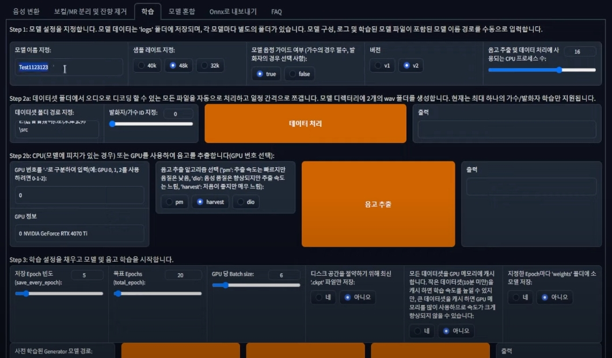 음성 변환 보컬/MR 분리 및 잔향 제거 학습 모델 혼합 Onnx로 내보내기 FAQ
Step 1: 모델 설정을 지정합니다. 모델 데이터는 'logs' 폴더에 저장되며, 각 모델마다 별도의 폴더가 있습니다. 모델 구성, 로그 및 학습된 모델 파일이 포함된 모델 이름 경로를 수동으로 입력합니다.
모델 이름 지정:
Test1123123
샘플 레이트 지정:
40k 48k 32k
모델 음정 가이드 여부 (가수의 경우 필수, 발화자의 경우 선택 사항):
true false
버전
v1 v2
음고 추출 및 데이터 처리에 사용되는 CPU 프로세스 수:
16
Step 2a: 데이터셋 폴더에서 오디오로 디코딩 할 수 있는 모든 파일을 자동으로 처리하고 일정 간격으로 쪼갭니다. 모델 디렉터리에 2개의 wav 폴더를 생성합니다. 현재는 최대 하나의 가수/발화자 학습만 지원됩니다.
데이터셋 폴더 경로 지정:
\src
발화자/가수 ID 지정:
0
데이터 처리
출력
Step 2b: CPU(모델에 피치가 있는 경우) 또는 GPU를 사용하여 음고를 추출합니다(GPU 번호 선택):
GPU 번호를 '-'로 구분하여 입력(예: GPU 0, 1, 2를 사용하려면 0-1-2):
0
GPU 정보
0 NVIDIA GeForce RTX 4070 Ti
음고 추출 알고리즘 선택 ('pm': 추출 속도는 빠르지만 품질은 낮음, 'dio': 음성 품질은 향상되지만 추출 속도는 느림, 'harvest': 저음이 좋지만 매우 느림):
pm harvest dio
음고 추출
출력
Step 3: 학습 설정을 채우고 모델 및 음고 학습을 시작합니다.
저장 Epoch 빈도 (save_every_epoch):
5
목표 Epochs (total_epoch):
20
GPU 당 Batch size:
6
디스크 공간을 절약하기 위해 최신 '.ckpt' 파일만 저장:
네 아니오
모든 데이터셋을 GPU 메모리에 캐시합니다. 작은 데이터셋(10분 미만)을 캐시 하면 학습 속도를 높일 수 있지만, 큰 데이터셋을 캐시 하면 GPU 메모리를 많이 사용하므로 속도가 크게 향상되지 않을 수 있습니다:
네 아니오
지정한 Epoch마다 'weights' 폴더에 소모델 저장:
네 아니오
사전 학습된 Generator 모델 경로:
출력